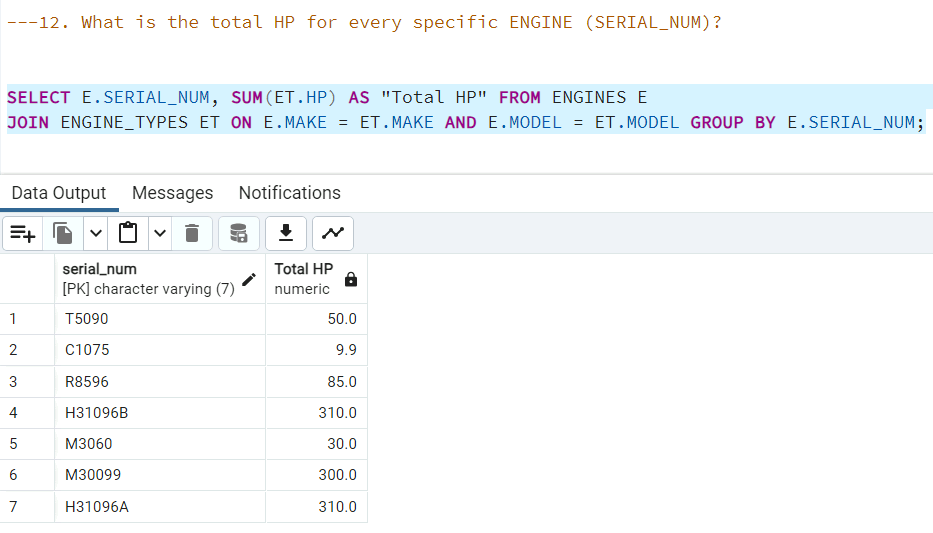 ---12. What is the total HP for every specific ENGINE (SERIAL_NUM)?
SELECT E.SERIAL_NUM, SUM(ET.HP) AS "Total HP" FROM ENGINES E
JOIN ENGINE_TYPES ET ON E.MAKE = ET.MAKE AND E.MODEL = ET.MODEL GROUP BY E.SERIAL_NUM;
Data Output Messages Notifications
serial_num Total HP
[PK] character varying (7) numeric
1 T5090 50.0
2 C1075 9.9
3 R8596 85.0
4 H31096B 310.0
5 M3060 30.0
6 M30099 300.0
7 H31096A 310.0